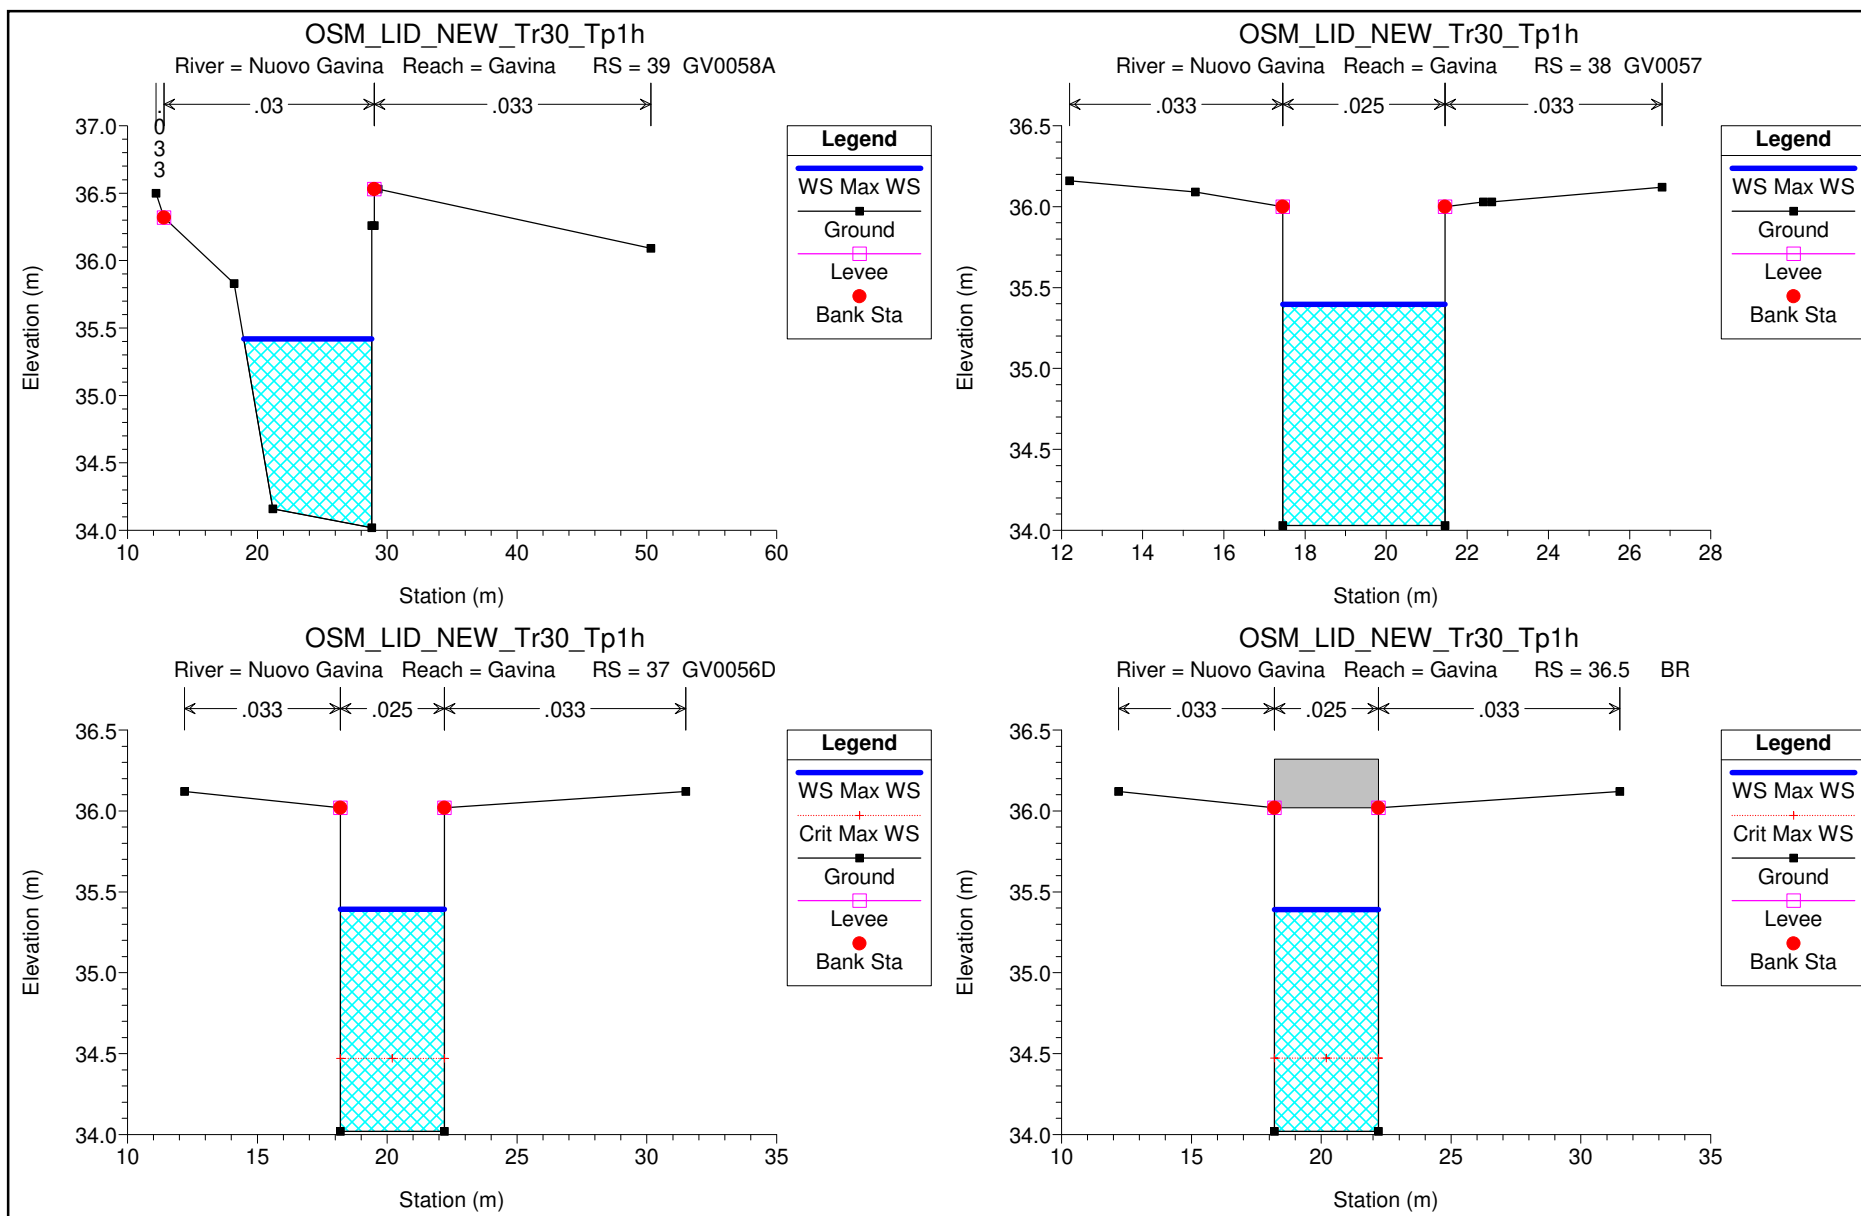 OSM_LID_NEW_Tr30_Tp1h
River = Nuovo Gavina Reach = Gavina RS = 39 GV0058A
.033
.03
.033
37.0
36.5
36.0
35.5
35.0
34.5
34.0
Elevation (m)
10 20 30 40 50 60
Station (m)
Legend
WS Max WS
Ground
Levee
Bank Sta
OSM_LID_NEW_Tr30_Tp1h
River = Nuovo Gavina Reach = Gavina RS = 38 GV0057
.033
.025
.033
36.5
36.0
35.5
35.0
34.5
34.0
Elevation (m)
12 14 16 18 20 22 24 26 28
Station (m)
Legend
WS Max WS
Ground
Levee
Bank Sta
OSM_LID_NEW_Tr30_Tp1h
River = Nuovo Gavina Reach = Gavina RS = 37 GV0056D
.033
.025
.033
36.5
36.0
35.5
35.0
34.5
34.0
Elevation (m)
10 15 20 25 30 35
Station (m)
Legend
WS Max WS
Crit Max WS
Ground
Levee
Bank Sta
OSM_LID_NEW_Tr30_Tp1h
River = Nuovo Gavina Reach = Gavina RS = 36.5 BR
.033
.025
.033
36.5
36.0
35.5
35.0
34.5
34.0
Elevation (m)
10 15 20 25 30 35
Station (m)
Legend
WS Max WS
Crit Max WS
Ground
Levee
Bank Sta